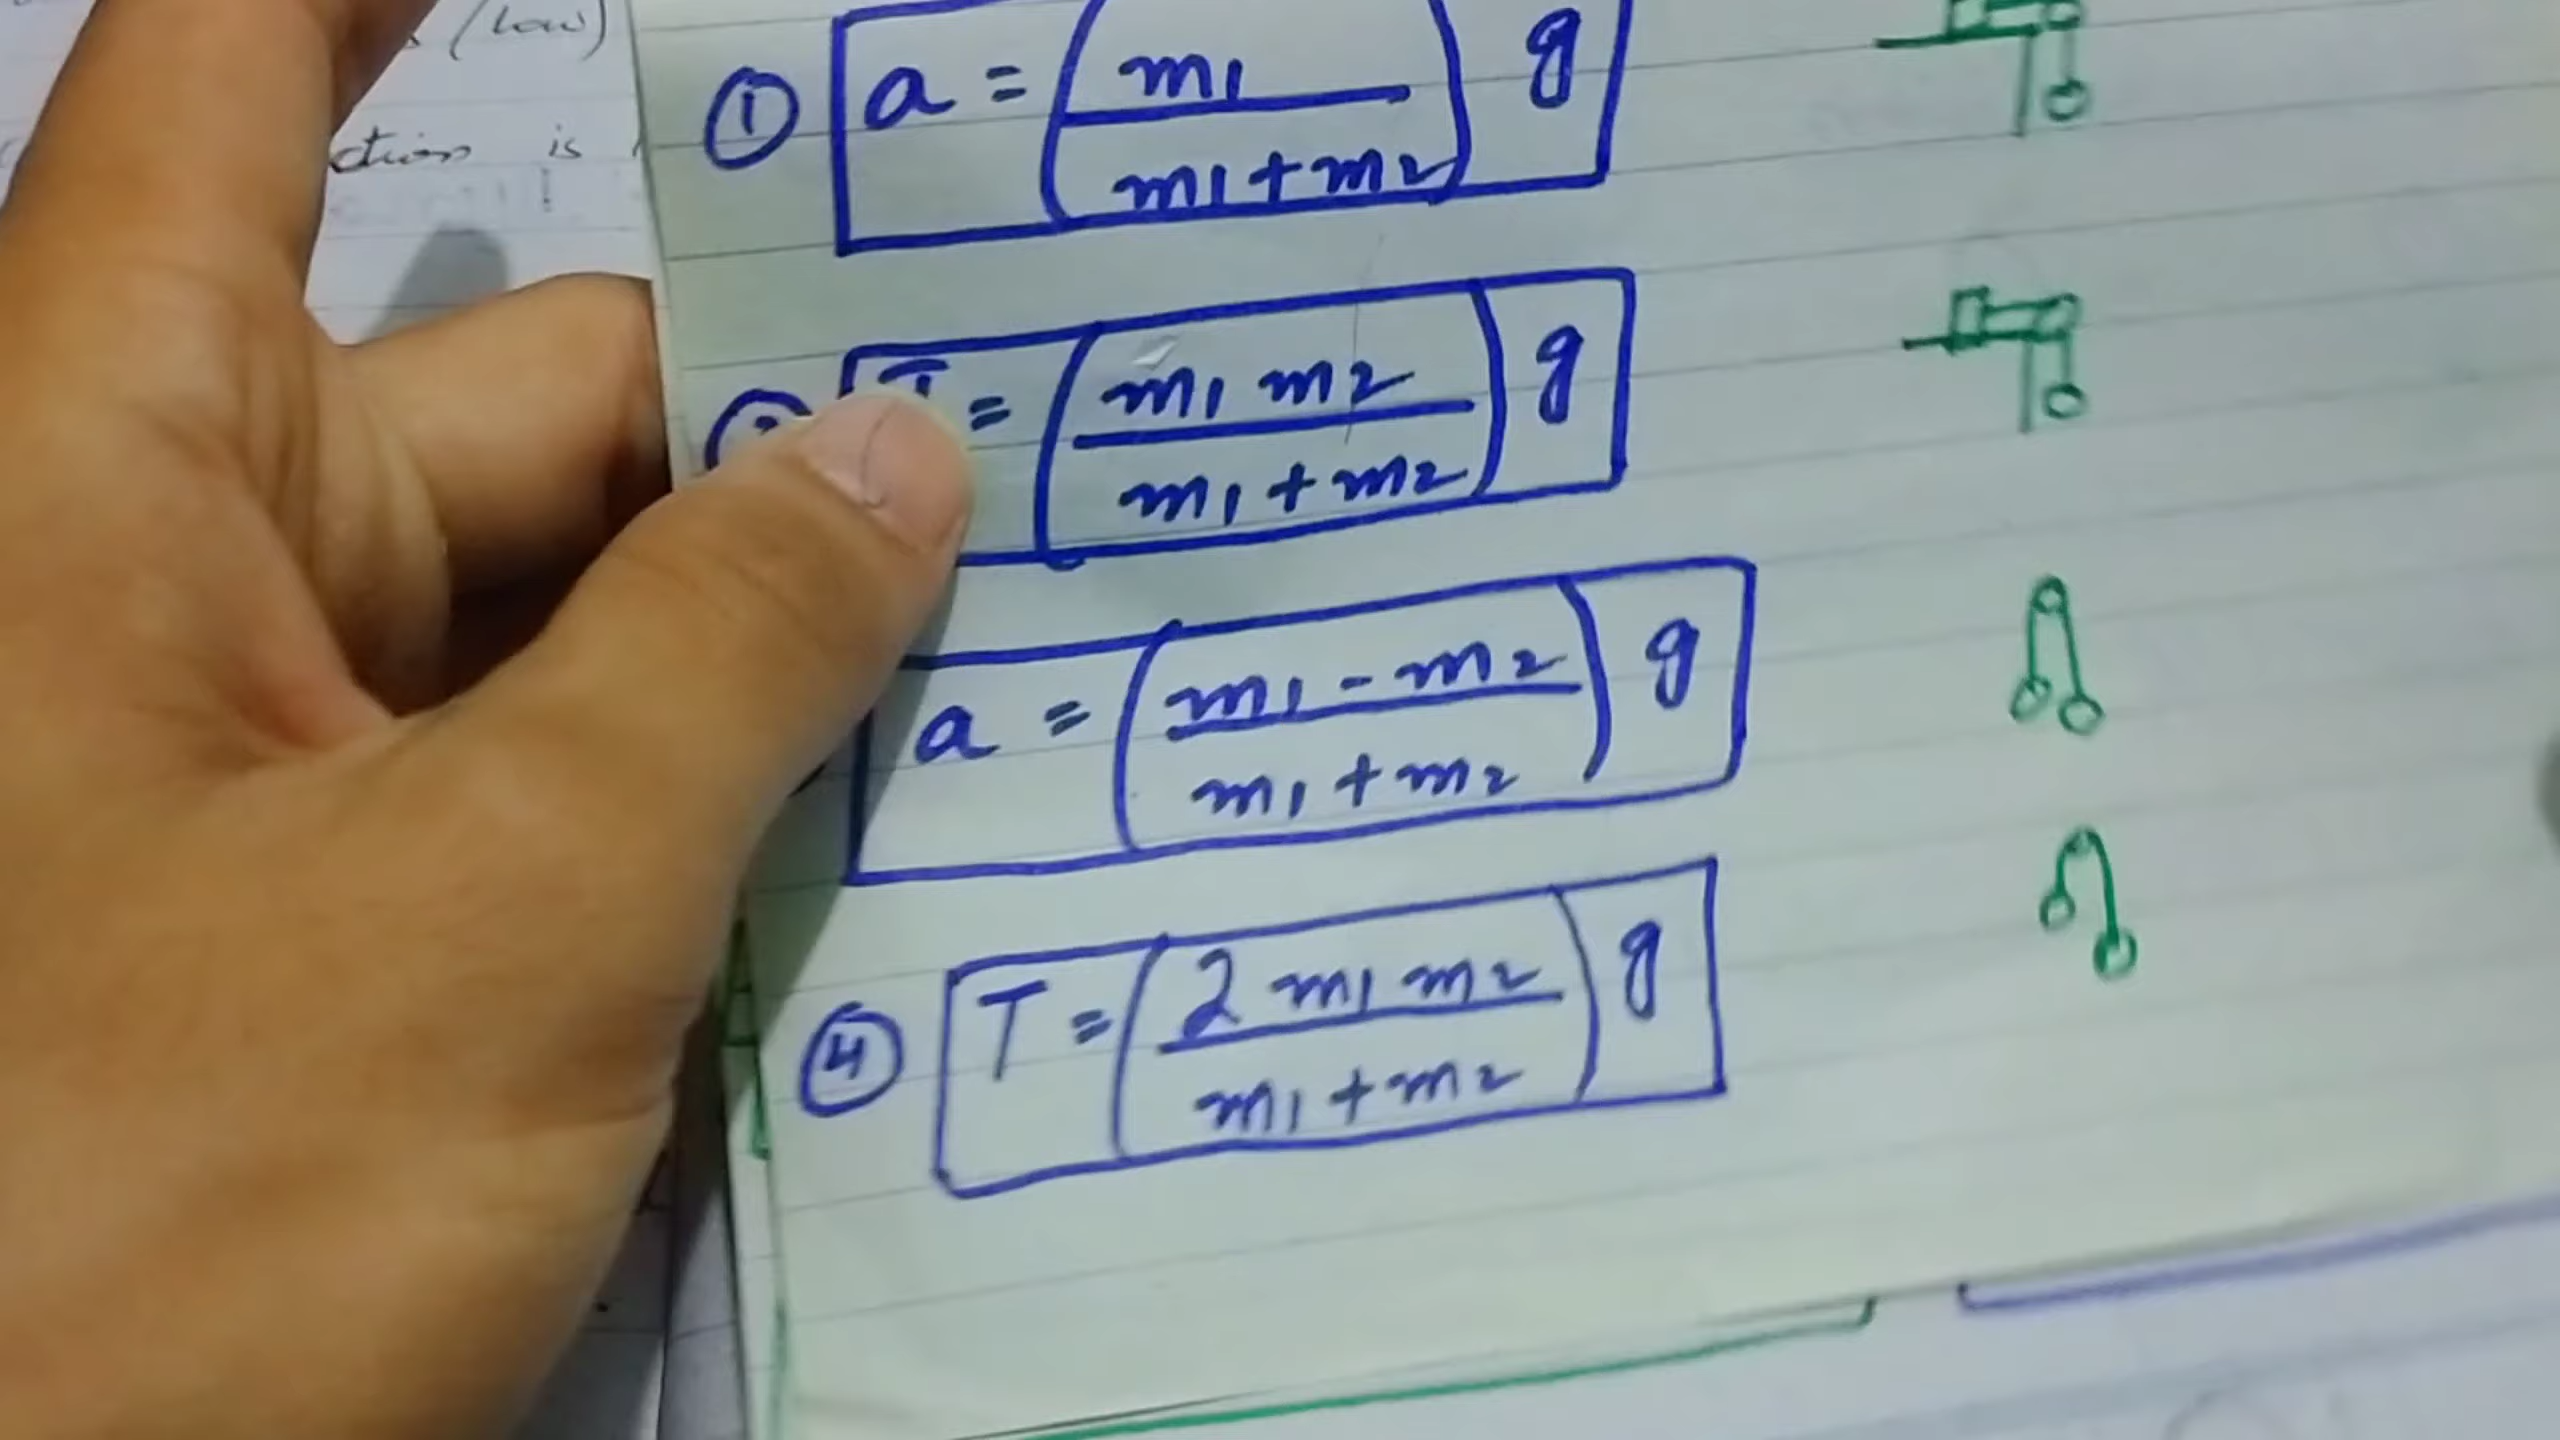 (law)
is
① a = (m1 / m1 + m2) g
T = (m1 m2 / m1 + m2) g
a = (m1 - m2 / m1 + m2) g
④ T = (2 m1 m2 / m1 + m2) g